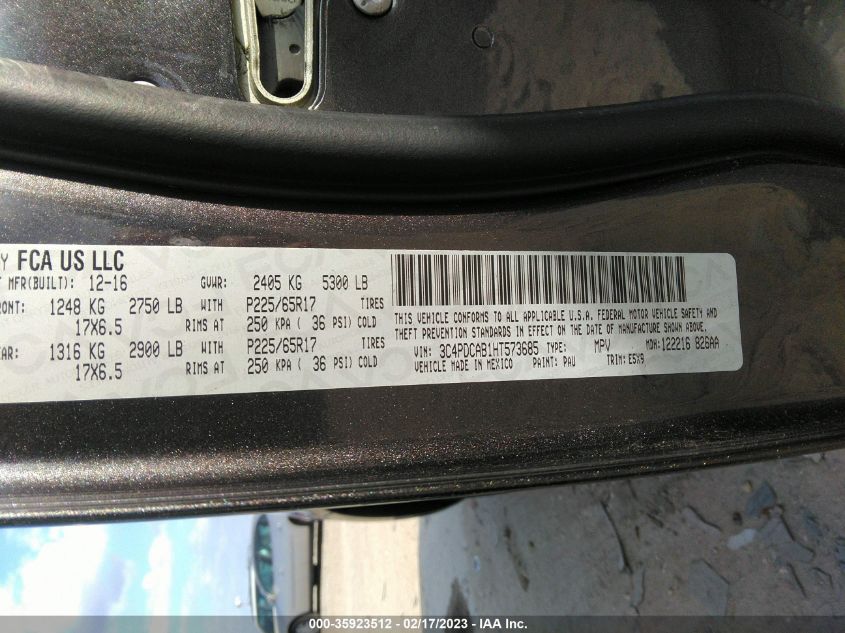 Y FCA US LLC
T MFR(BUILT): 12-16 GVWR: 2405 KG 5300 LB
RONT: 1248 KG 2750 LB WITH P225/65R17 TIRES
17X6.5 RIMS AT 250 KPA ( 36 PSI) COLD
EAR: 1316 KG 2900 LB WITH P225/65R17 TIRES
17X6.5 RIMS AT 250 KPA ( 36 PSI) COLD
THIS VEHICLE CONFORMS TO ALL APPLICABLE U.S.A. FEDERAL MOTOR VEHICLE SAFETY AND
THEFT PREVENTION STANDARDS IN EFFECT ON THE DATE OF MANUFACTURE SHOWN ABOVE.
VIN: 3C4PDCAB1HT573685 TYPE: MPV MDH:122216 826AA
VEHICLE MADE IN MEXICO PAINT: PAU TRIM: E5X9
000-35923512 - 02/17/2023 - IAA Inc.